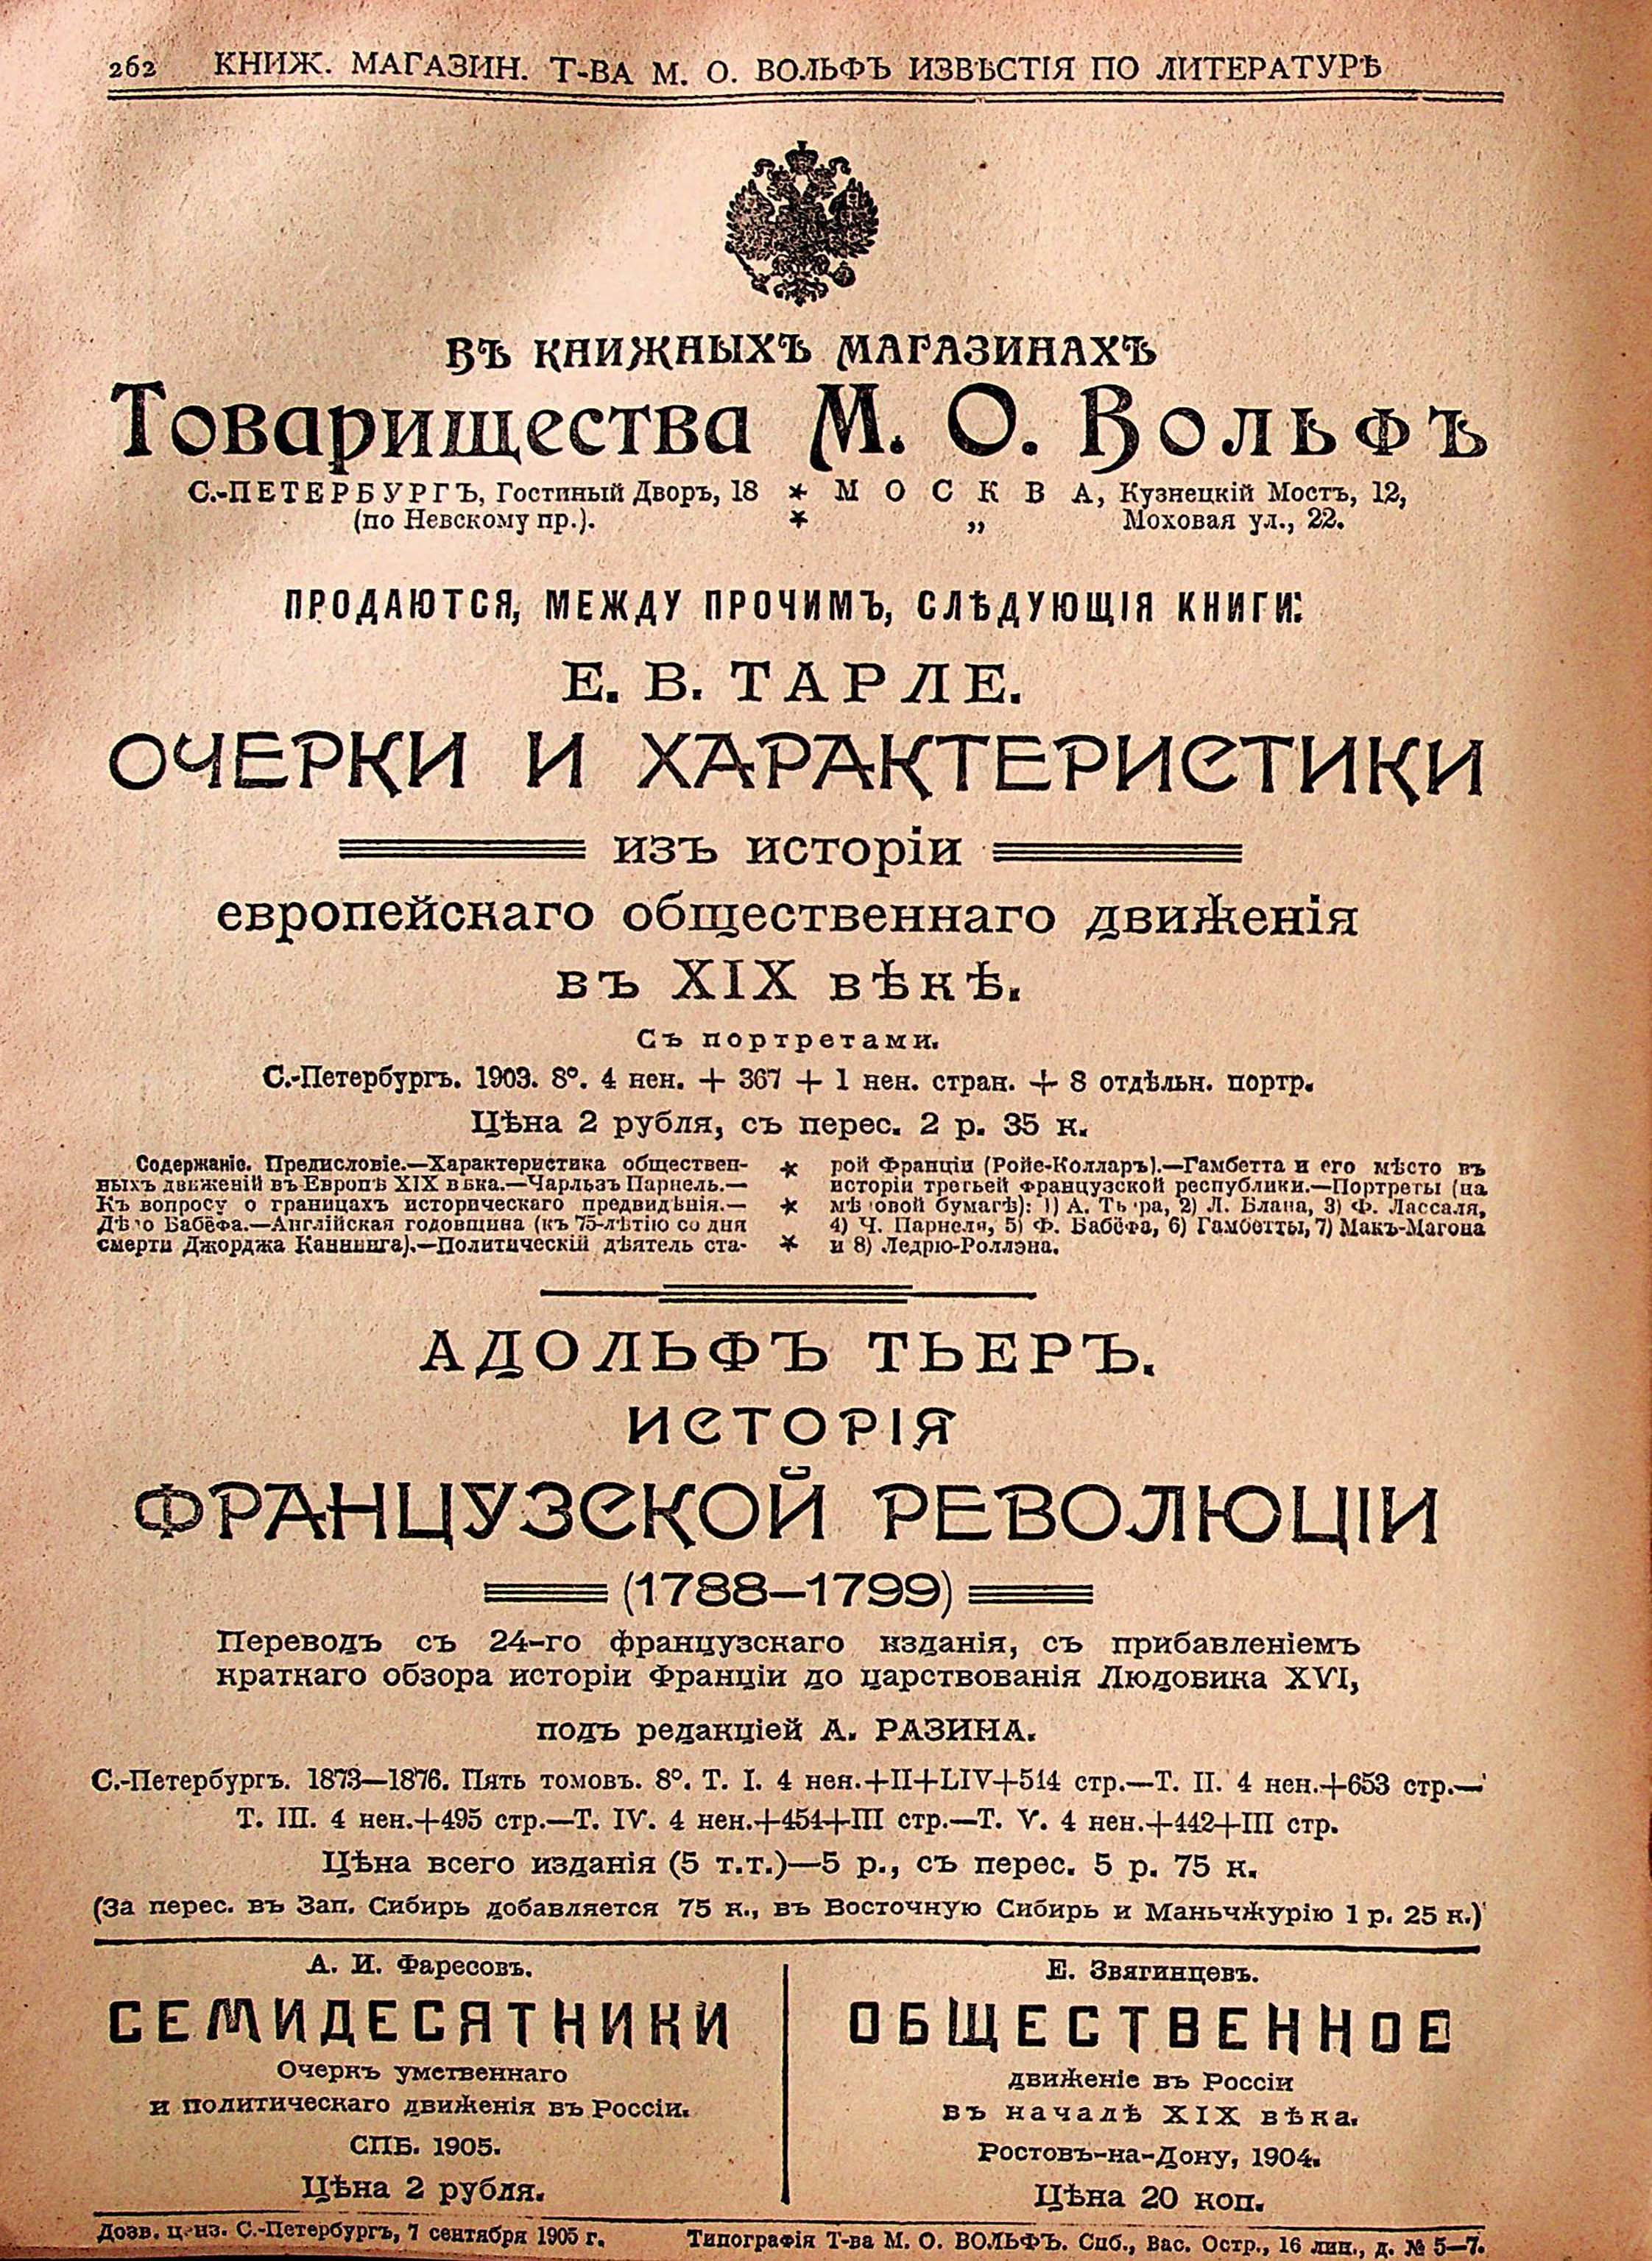 262 КНИЖ. МАГАЗИН. Т-ВА М. О. ВОЛЬФЪ ИЗВѢСТІЯ ПО ЛИТЕРАТУРѢ
ВЪ КНИЖНЫХЪ МАГАЗИНАХЪ
Товарищества М. О. Вольфъ
С.-ПЕТЕРБУРГЪ, Гостиный Дворъ, 18 * МОСКВА, Кузнецкій Мостъ, 12,
(по Невскому пр.). * „ Моховая ул., 22.
ПРОДАЮТСЯ, МЕЖДУ ПРОЧИМЪ, СЛѢДУЮЩІЯ КНИГИ:
Е. В. ТАРЛЕ.
ОЧЕРКИ И ХАРАКТЕРИСТИКИ
изъ исторіи
европейскаго общественнаго движенія
въ XIX вѣкѣ.
Съ портретами.
С.-Петербургъ. 1903. 8°. 4 нен. + 367 + 1 нен. стран. + 8 отдѣльн. портр.
Цѣна 2 рубля, съ перес. 2 р. 35 к.
Содержаніе. Предисловіе.—Характеристика обществен-
ныхъ движеній въ Европѣ XIX вѣка.—Чарльзъ Парнель.—
Къ вопросу о границахъ историческаго предвидѣнія.—
Дѣло Бабёфа.—Англійская годовщина (къ 75-лѣтію со дня
смерти Джорджа Каннинга).—Политическій дѣятель ста-
рой Франціи (Ройе-Колларъ).—Гамбетта и его мѣсто въ
исторіи третьей французской республики.—Портреты (на
мѣловой бумагѣ): 1) А. Тьера, 2) Л. Блана, 3) Ф. Лассаля,
4) Ч. Парнеля, 5) Ф. Бабёфа, 6) Гамбетты, 7) Макъ-Магона
и 8) Ледрю-Роллэна.
АДОЛЬФЪ ТЬЕРЪ.
ИСТОРІЯ
ФРАНЦУЗСКОЙ РЕВОЛЮЦІИ
(1788—1799)
Переводъ съ 24-го французскаго изданія, съ прибавленіемъ
краткаго обзора исторіи Франціи до царствованія Людовика XVI,
подъ редакціей А. РАЗИНА.
С.-Петербургъ. 1873—1876. Пять томовъ. 8°. Т. I. 4 нен.+II+LIV+514 стр.—Т. II. 4 нен.+653 стр.—
Т. III. 4 нен.+495 стр.—Т. IV. 4 нен.+454+III стр.—Т. V. 4 нен.+442+III стр.
Цѣна всего изданія (5 т.т.)—5 р., съ перес. 5 р. 75 к.
(За перес. въ Зап. Сибирь добавляется 75 к., въ Восточную Сибирь и Маньчжурію 1 р. 25 к.)
А. И. Фаресовъ.
СЕМИДЕСЯТНИКИ
Очеркъ умственнаго
и политическаго движенія въ Россіи.
СПБ. 1905.
Цѣна 2 рубля.
Е. Звягинцевъ.
ОБЩЕСТВЕННОЕ
движеніе въ Россіи
въ началѣ XIX вѣка.
Ростовъ-на-Дону, 1904.
Цѣна 20 коп.
Дозв. ценз. С.-Петербургъ, 7 сентября 1905 г. Типографія Т-ва М. О. ВОЛЬФЪ. Спб., Вас. Остр., 16 лин., д. № 5—7.